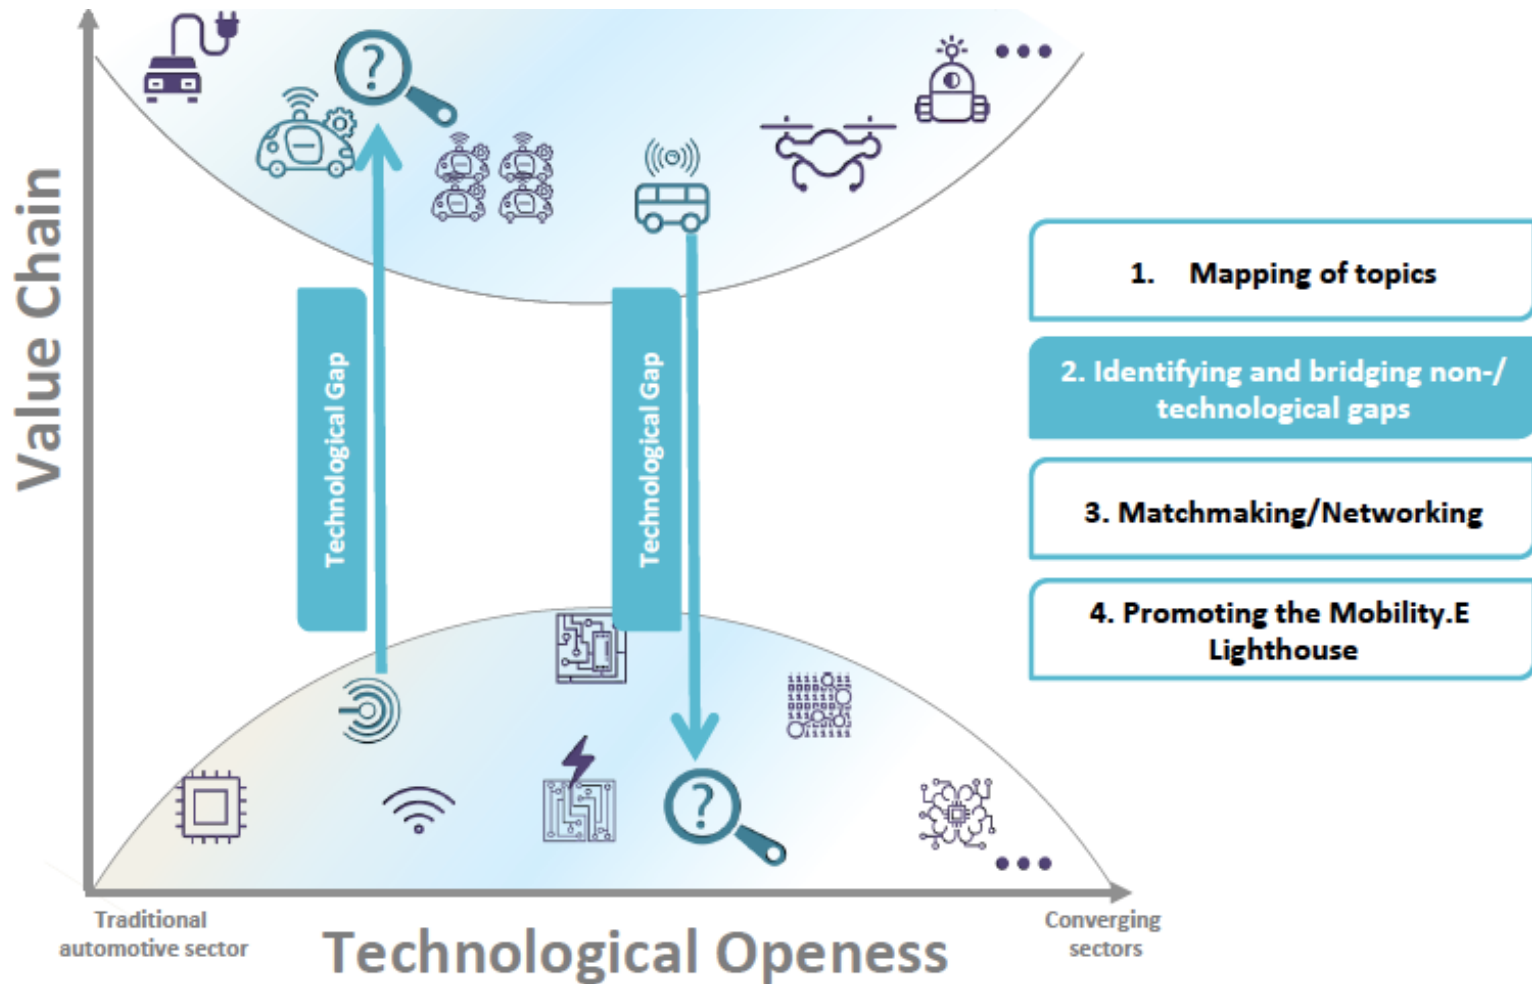 Value Chain
?
Technological Gap
Technological Gap
?
Traditional
automotive sector
Technological Openess
Converging
sectors
1. Mapping of topics
2. Identifying and bridging non-/
technological gaps
3. Matchmaking/Networking
4. Promoting the Mobility.E
Lighthouse